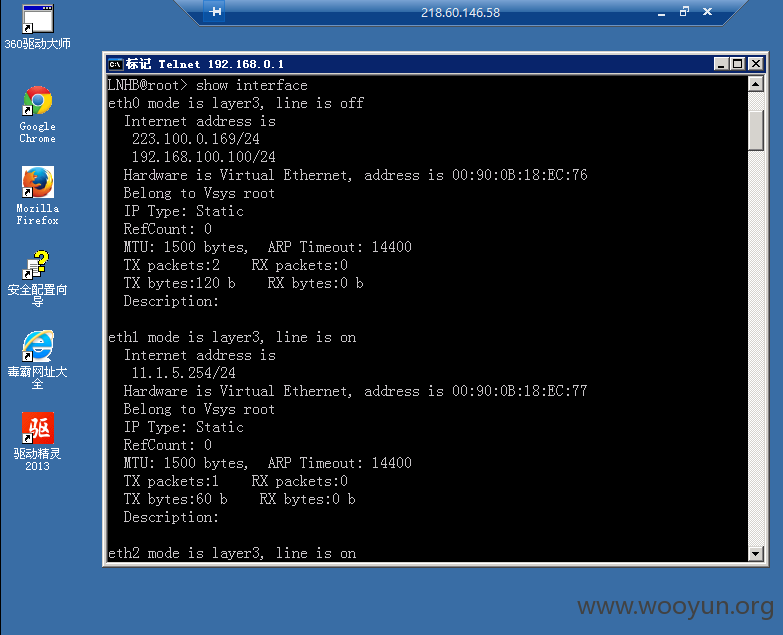 218.60.146.58
360驱动大师
Google
Chrome
Mozilla
Firefox
安全配置向
导
毒霸网址大
全
驱
驱动精灵
2013
C:\ 标记 Telnet 192.168.0.1
LNHB@root> show interface
eth0 mode is layer3, line is off
Internet address is
223.100.0.169/24
192.168.100.100/24
Hardware is Virtual Ethernet, address is 00:90:0B:18:EC:76
Belong to Vsys root
IP Type: Static
RefCount: 0
MTU: 1500 bytes, ARP Timeout: 14400
TX packets:2 RX packets:0
TX bytes:120 b RX bytes:0 b
Description:
eth1 mode is layer3, line is on
Internet address is
11.1.5.254/24
Hardware is Virtual Ethernet, address is 00:90:0B:18:EC:77
Belong to Vsys root
IP Type: Static
RefCount: 0
MTU: 1500 bytes, ARP Timeout: 14400
TX packets:1 RX packets:0
TX bytes:60 b RX bytes:0 b
Description:
eth2 mode is layer3, line is on
www.wooyun.org